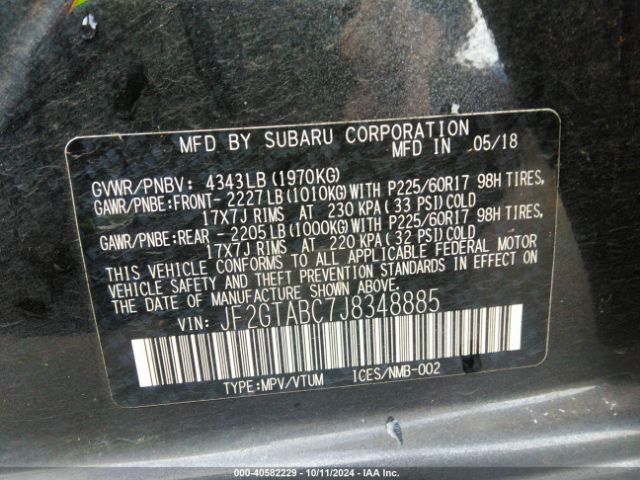 MFD BY SUBARU CORPORATION
MFD IN 05/18
GVWR/PNBV: 4343LB (1970KG)
GAWR/PNBE:FRONT- 2227LB (1010KG) WITH P225/60R17 98H TIRES,
17X7J RIMS AT 230 KPA (33 PSI) COLD
GAWR/PNBE:REAR -2205LB (1000KG) WITH P225/60R17 98H TIRES,
17X7J RIMS AT 220 KPA (32 PSI) COLD
THIS VEHICLE CONFORMS TO ALL APPLICABLE FEDERAL MOTOR
VEHICLE SAFETY AND THEFT PREVENTION STANDARDS IN EFFECT ON
THE DATE OF MANUFACTURE SHOWN ABOVE.
VIN: JF2GTABC7J8348885
TYPE:MPV/VTUM ICES/NMB-002
000-40582229 - 10/11/2024 - IAA Inc.